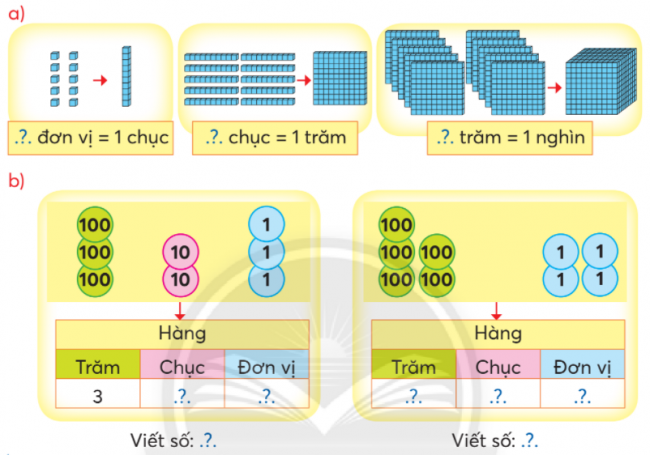 a)
.?. đơn vị = 1 chục
.?. chục = 1 trăm
.?. trăm = 1 nghìn
b)
100
100 10 1
100 10 1
1
Hàng
Trăm Chục Đơn vị
3 .?. .?.
Viết số: .?.
100
100 100 1 1
100 100 1 1
Hàng
Trăm Chục Đơn vị
.?. .?. .?.
Viết số: .?.